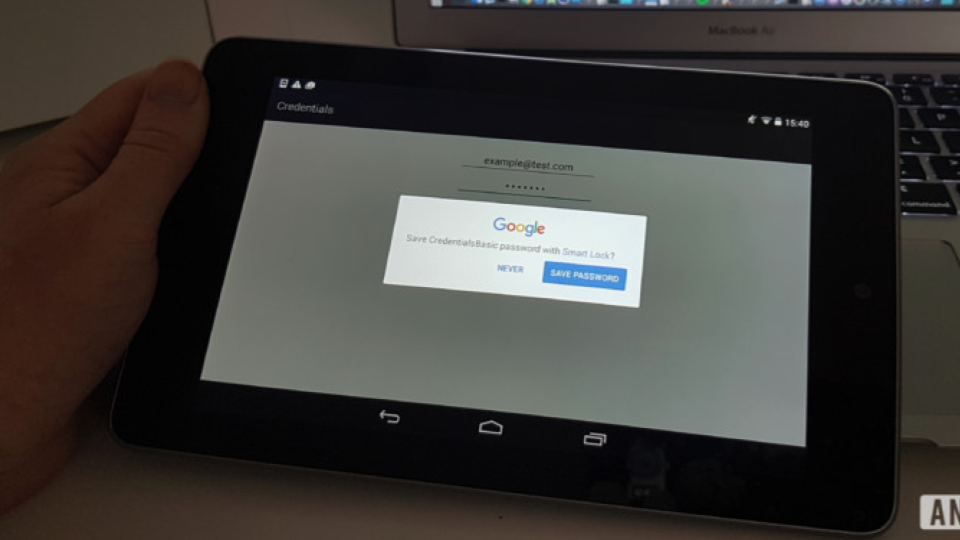 MacBook Air
15:40
Credentials
example@test.com
•••••••
Google
Save CredentialsBasic password with Smart Lock?
NEVER
SAVE PASSWORD
command
P
L
AN